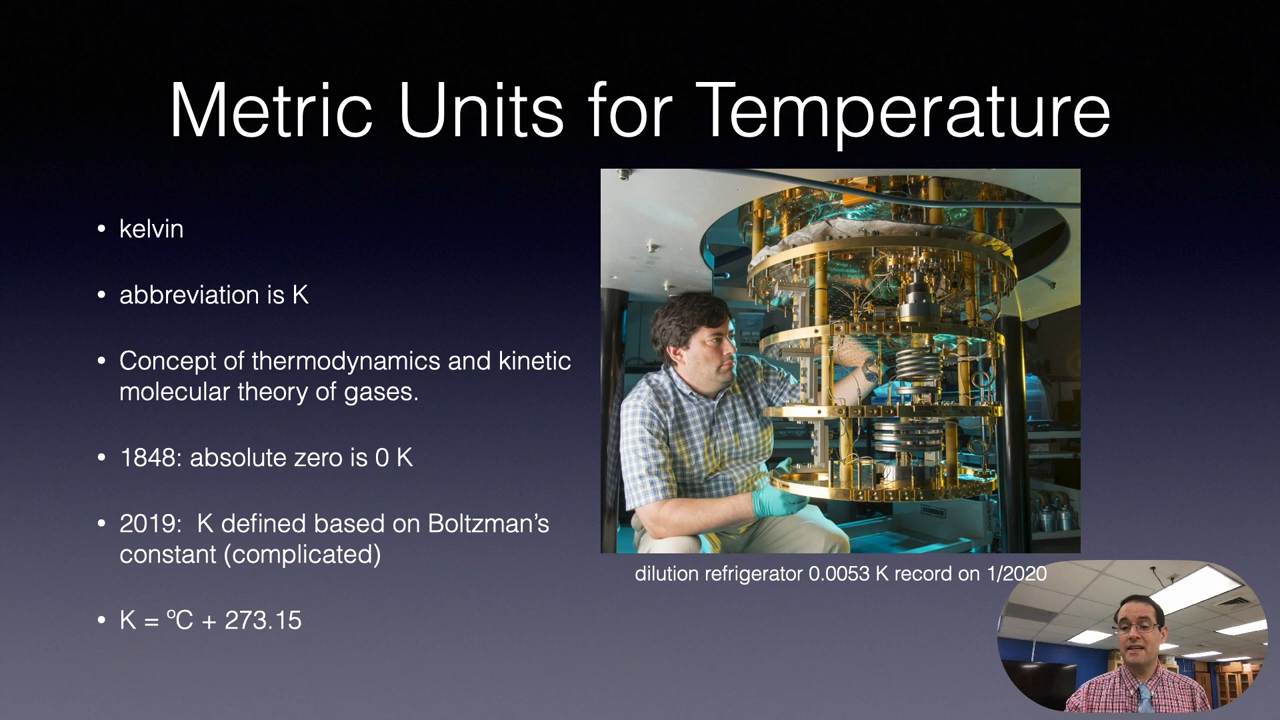 Metric Units for Temperature
• kelvin
• abbreviation is K
• Concept of thermodynamics and kinetic
molecular theory of gases.
• 1848: absolute zero is 0 K
• 2019:  K defined based on Boltzman’s
constant (complicated)
• K = ºC + 273.15
dilution refrigerator 0.0053 K record on 1/2020